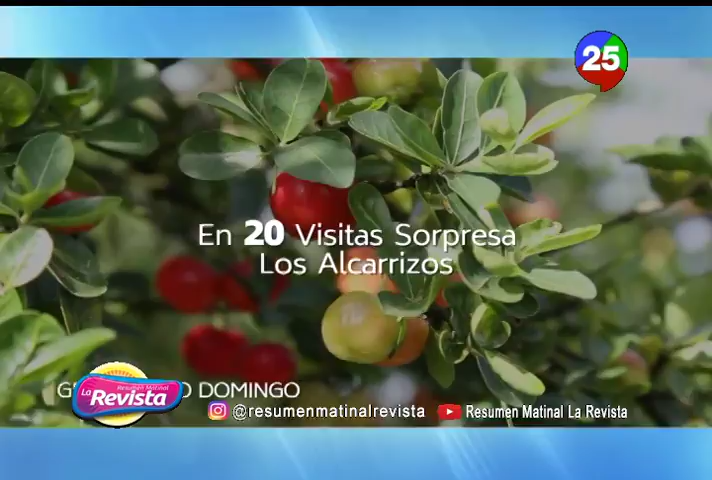 25
En 20 Visitas Sorpresa
Los Alcarrizos
DOMINGO
Resumen Matinal
La Revista
@resumenmatinalrevista
Resumen Matinal La Revista